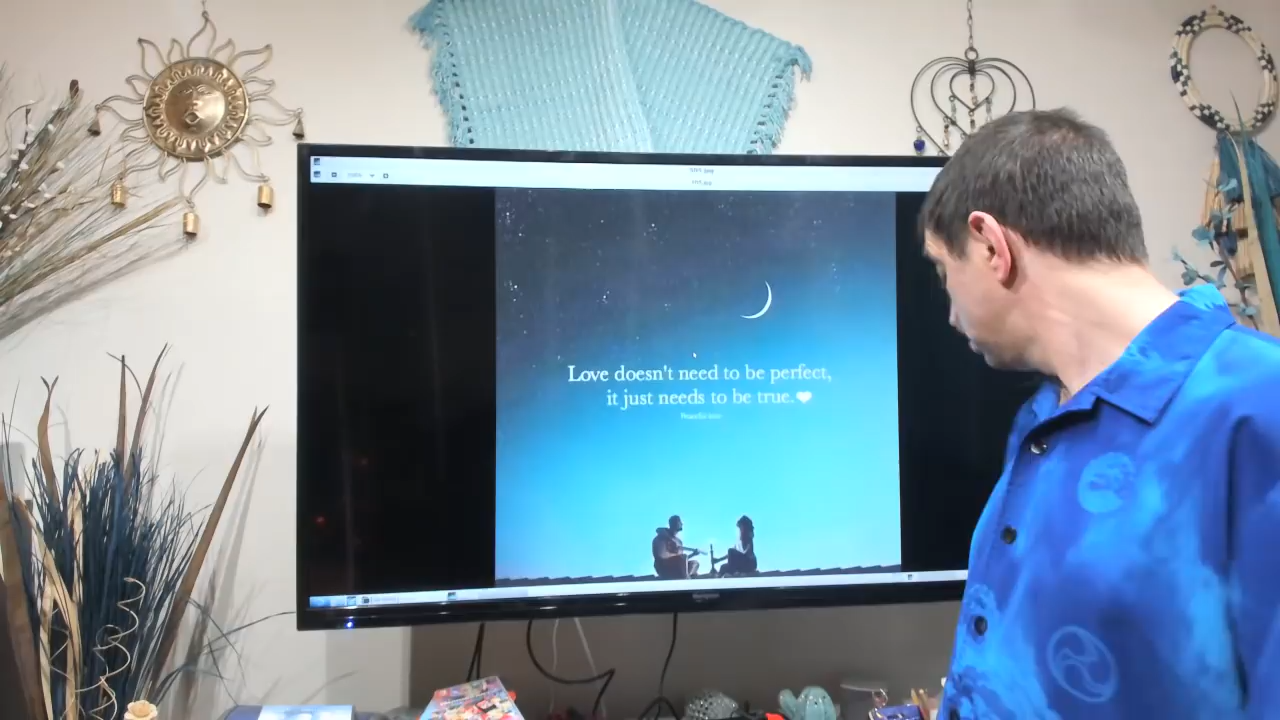 Love doesn't need to be perfect,
it just needs to be true.